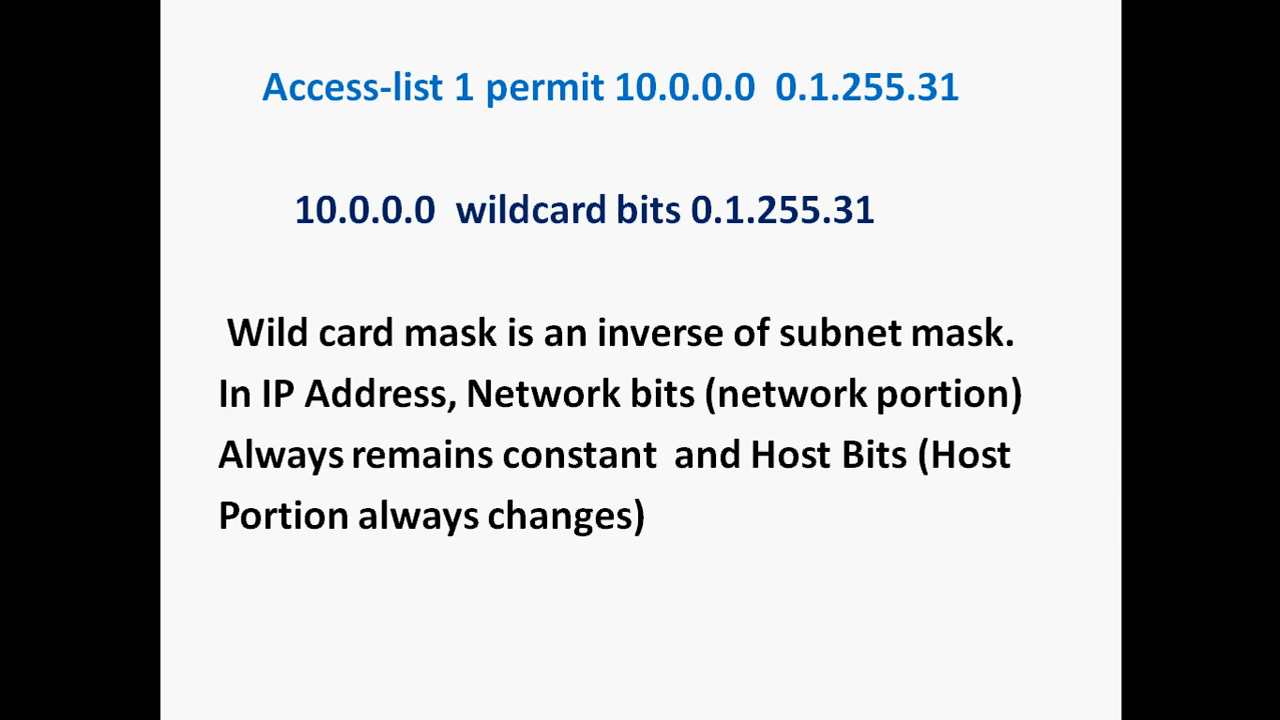 Access-list 1 permit 10.0.0.0 0.1.255.31
10.0.0.0 wildcard bits 0.1.255.31
Wild card mask is an inverse of subnet mask.
In IP Address, Network bits (network portion)
Always remains constant and Host Bits (Host
Portion always changes)